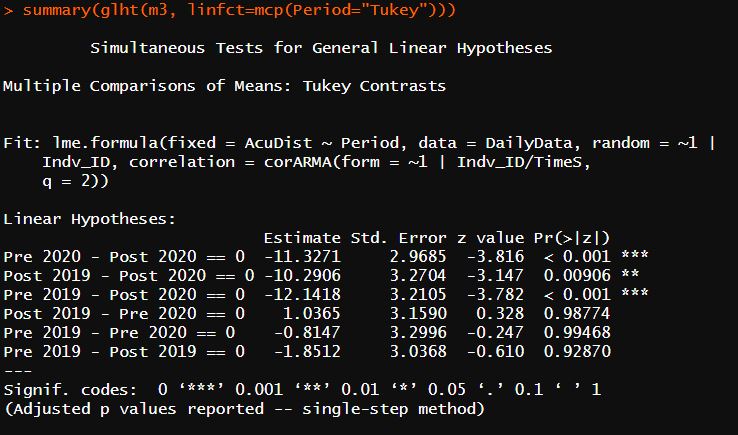 > summary(glht(m3, linfct=mcp(Period="Tukey")))
Simultaneous Tests for General Linear Hypotheses
Multiple Comparisons of Means: Tukey Contrasts
Fit: lme.formula(fixed = AcuDist ~ Period, data = DailyData, random = ~1 |
Indv_ID, correlation = corARMA(form = ~1 | Indv_ID/TimeS,
q = 2))
Linear Hypotheses:
Estimate Std. Error z value Pr(>|z|)
Pre 2020 - Post 2020 == 0 -11.3271 2.9685 -3.816 < 0.001 ***
Post 2019 - Post 2020 == 0 -10.2906 3.2704 -3.147 0.00906 **
Pre 2019 - Post 2020 == 0 -12.1418 3.2105 -3.782 < 0.001 ***
Post 2019 - Pre 2020 == 0 1.0365 3.1590 0.328 0.98774
Pre 2019 - Pre 2020 == 0 -0.8147 3.2996 -0.247 0.99468
Pre 2019 - Post 2019 == 0 -1.8512 3.0368 -0.610 0.92870
---
Signif. codes: 0 ‘***’ 0.001 ‘**’ 0.01 ‘*’ 0.05 ‘.’ 0.1 ‘ ’ 1
(Adjusted p values reported -- single-step method)